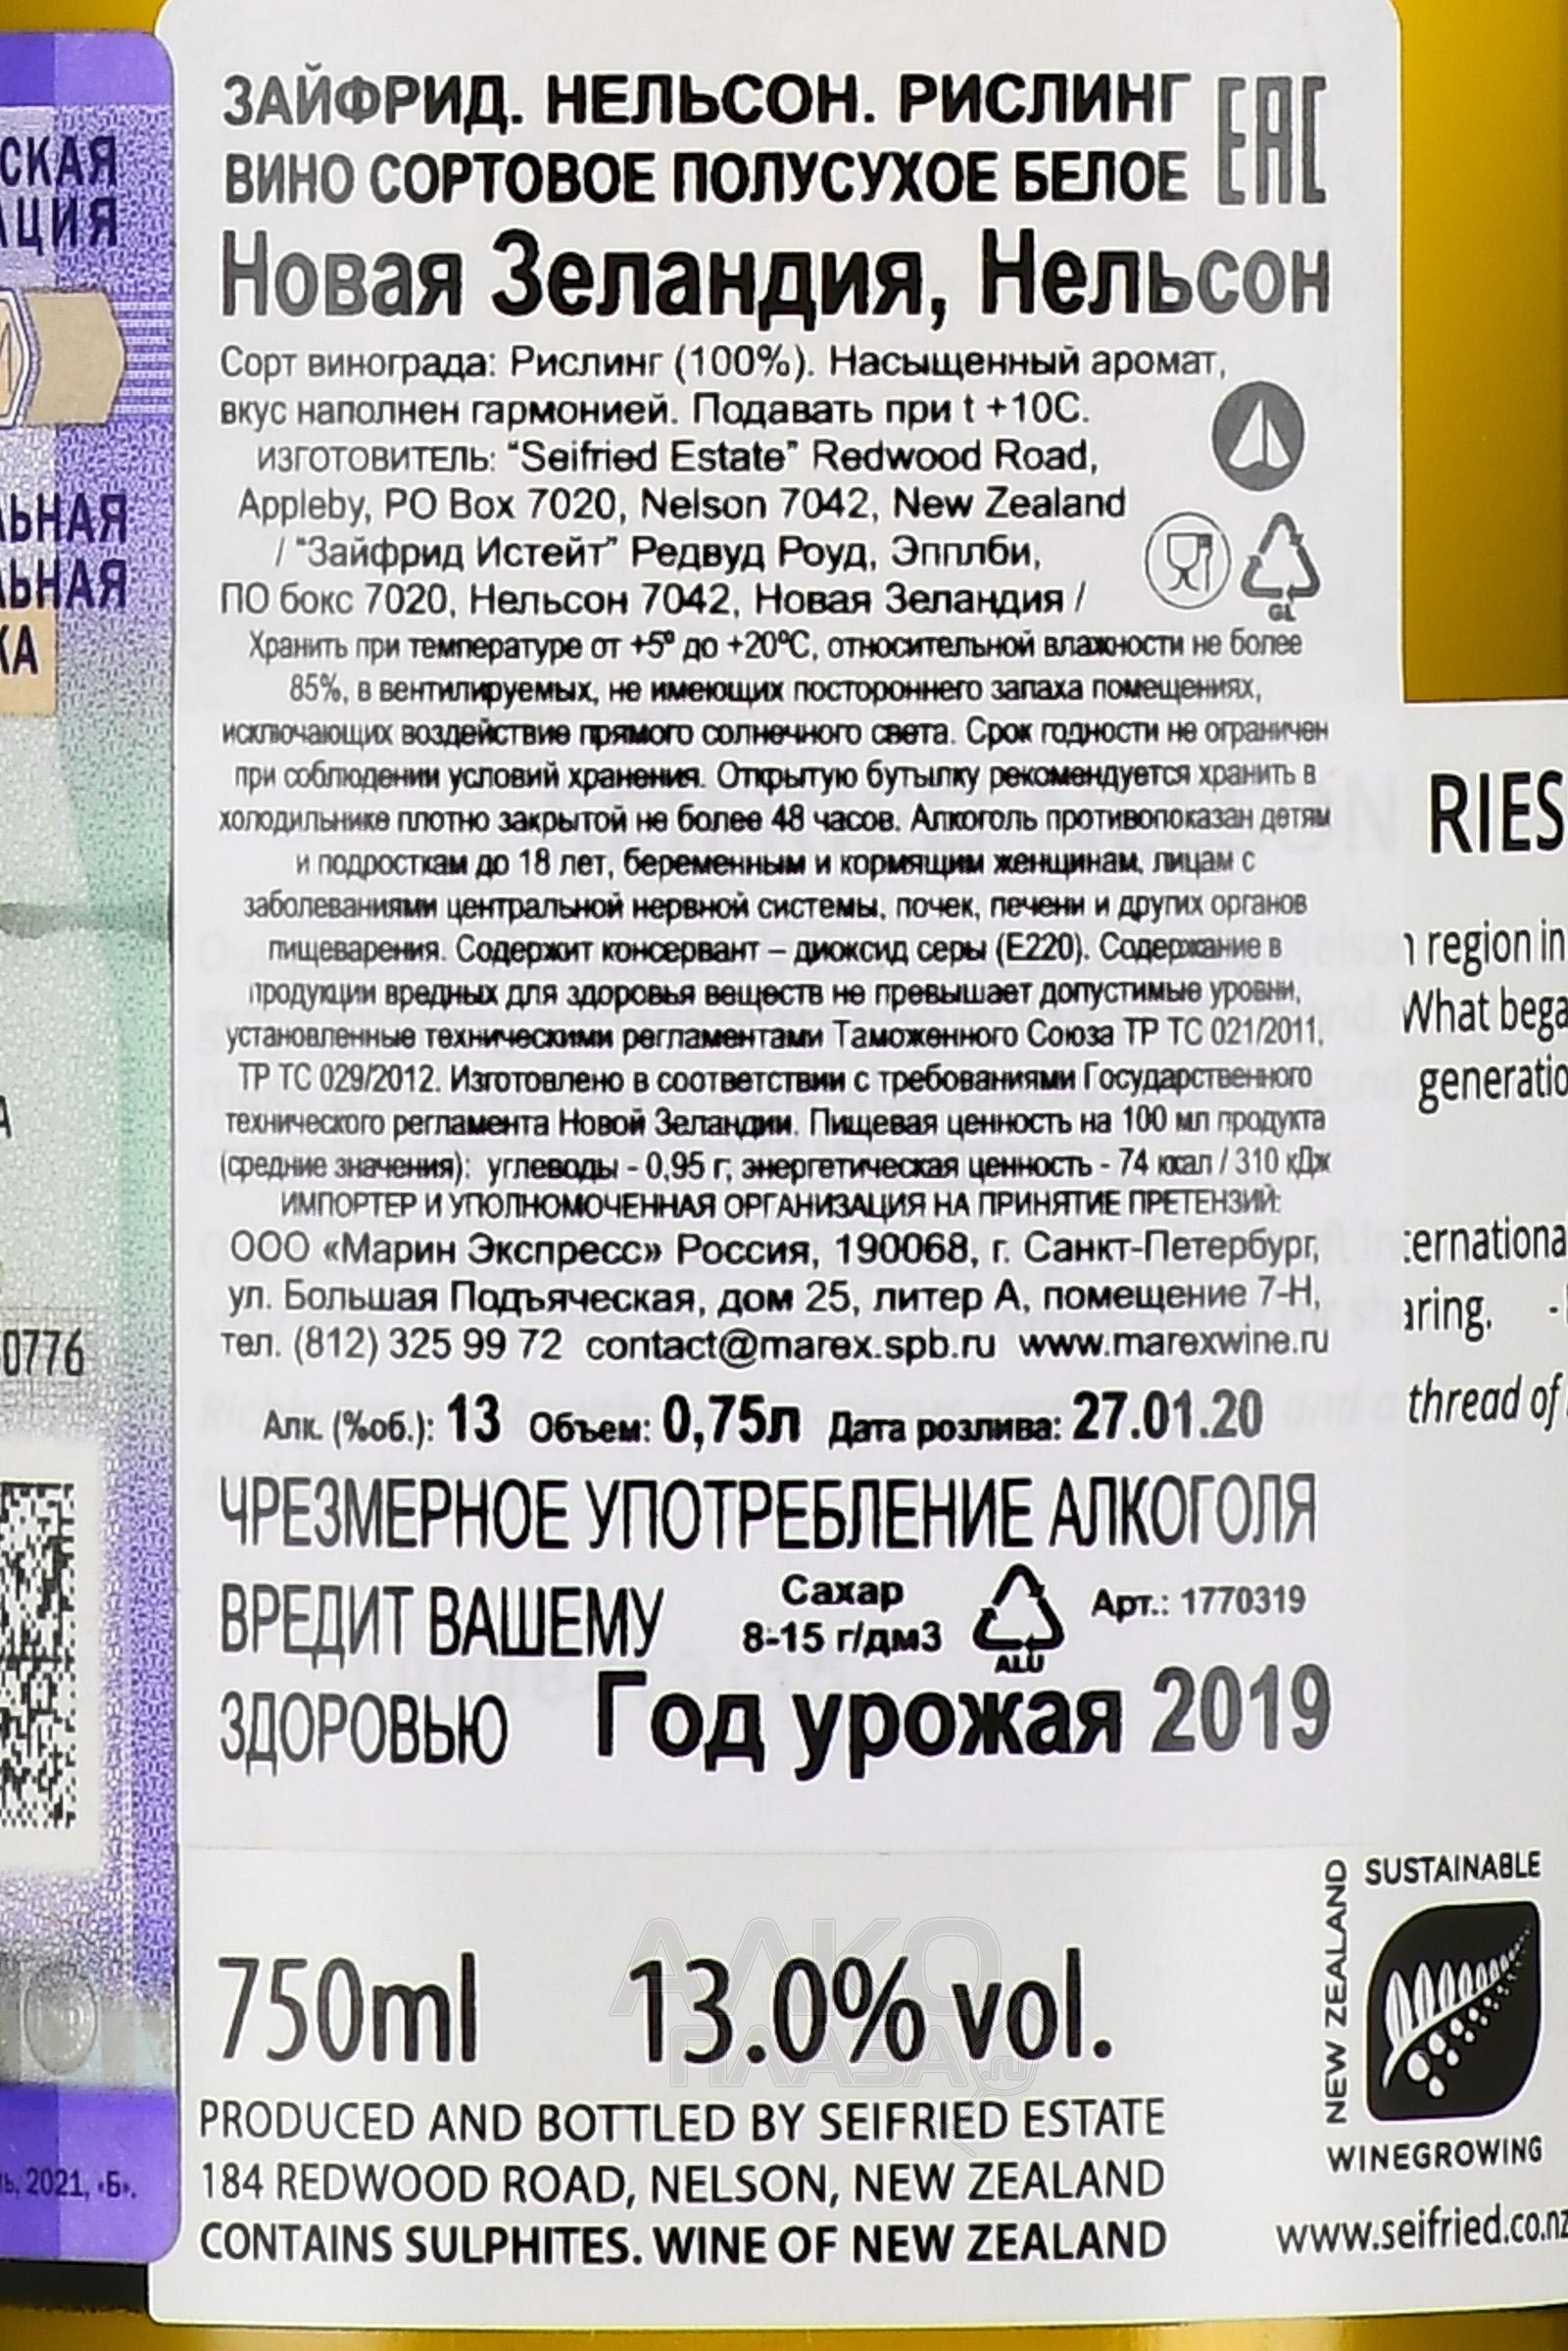 ЗАЙФРИД. НЕЛЬСОН. РИСЛИНГ
ВИНО СОРТОВОЕ ПОЛУСУХОЕ БЕЛОЕ
EAC
Новая Зеландия, Нельсон
Сорт винограда: Рислинг (100%). Насыщенный аромат,
вкус наполнен гармонией. Подавать при t +10С.
ИЗГОТОВИТЕЛЬ: “Seifried Estate” Redwood Road,
Appleby, PO Box 7020, Nelson 7042, New Zealand
/ “Зайфрид Истейт” Редвуд Роуд, Эпплби,
ПО бокс 7020, Нельсон 7042, Новая Зеландия /
GL
Хранить при температуре от +5º до +20ºС, относительной влажности не более
85%, в вентилируемых, не имеющих постороннего запаха помещениях,
исключающих воздействие прямого солнечного света. Срок годности не ограничен
при соблюдении условий хранения. Открытую бутылку рекомендуется хранить в
холодильнике плотно закрытой не более 48 часов. Алкоголь противопоказан детям
и подросткам до 18 лет, беременным и кормящим женщинам, лицам с
заболеваниями центральной нервной системы, почек, печени и других органов
пищеварения. Содержит консервант – диоксид серы (Е220). Содержание в
продукции вредных для здоровья веществ не превышает допустимые уровни,
установленные техническими регламентами Таможенного Союза ТР ТС 021/2011,
ТР ТС 029/2012. Изготовлено в соответствии с требованиями Государственного
технического регламента Новой Зеландии. Пищевая ценность на 100 мл продукта
(средние значения): углеводы - 0,95 г; энергетическая ценность - 74 ккал / 310 кДж
ИМПОРТЕР И УПОЛНОМОЧЕННАЯ ОРГАНИЗАЦИЯ НА ПРИНЯТИЕ ПРЕТЕНЗИЙ:
ООО «Марин Экспресс» Россия, 190068, г. Санкт-Петербург,
ул. Большая Подъяческая, дом 25, литер А, помещение 7-Н,
тел. (812) 325 99 72 contact@marex.spb.ru www.marexwine.ru
Алк. (%об.): 13 Объем: 0,75л Дата розлива: 27.01.20
ЧРЕЗМЕРНОЕ УПОТРЕБЛЕНИЕ АЛКОГОЛЯ
ВРЕДИТ ВАШЕМУ
ЗДОРОВЬЮ
Сахар
8-15 г/дм3
ALU
Арт.: 1770319
Год урожая 2019
750ml 13.0% vol.
PRODUCED AND BOTTLED BY SEIFRIED ESTATE
184 REDWOOD ROAD, NELSON, NEW ZEALAND
CONTAINS SULPHITES. WINE OF NEW ZEALAND
NEW ZEALAND
SUSTAINABLE
WINEGROWING
www.seifried.co.nz
RIES
region in
What bega
generatio
ternationa
aring.
thread of
СКАЯ
АЦИЯ
ЬНАЯ
ЛЬНАЯ
КА
0776
2021, «Б».
АЛКО
ПЛАЗА
.ru